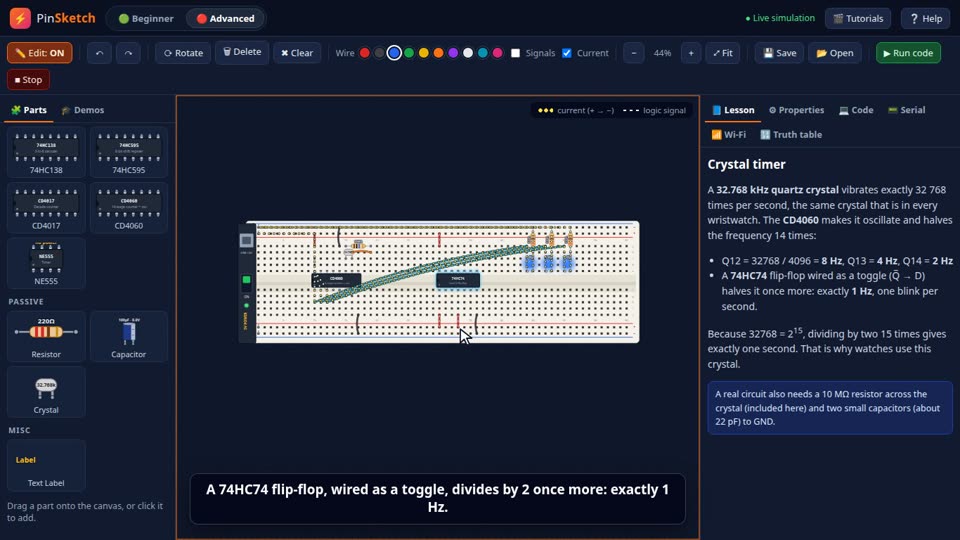 PinSketch
Beginner
Advanced
Live simulation
Tutorials
Help
Edit: ON
Rotate
Delete
Clear
Wire
Signals
Current
44%
Fit
Save
Open
Run code
Stop
Parts
Demos
74HC138
74HC138
74HC595
74HC595
CD4017
CD4017
CD4060
CD4060
NE555
NE555
PASSIVE
220Ω
Resistor
Capacitor
32.768k
Crystal
MISC
Label
Text Label
Drag a part onto the canvas, or click it
to add.
current (+ → −)
logic signal
CD4060
74HC74
A 74HC74 flip-flop, wired as a toggle, divides by 2 once more: exactly 1
Hz.
Lesson
Properties
Code
Serial
Wi-Fi
Truth table
Crystal timer
A 32.768 kHz quartz crystal vibrates exactly 32 768
times per second, the same crystal that is in every
wristwatch. The CD4060 makes it oscillate and halves
the frequency 14 times:
• Q12 = 32768 / 4096 = 8 Hz, Q13 = 4 Hz, Q14 = 2 Hz
• A 74HC74 flip-flop wired as a toggle (Q̅ → D)
halves it once more: exactly 1 Hz, one blink per
second.
Because 32768 = 2¹⁵, dividing by two 15 times gives
exactly one second. That is why watches use this
crystal.
A real circuit also needs a 10 MΩ resistor across the
crystal (included here) and two small capacitors (about
22 pF) to GND.